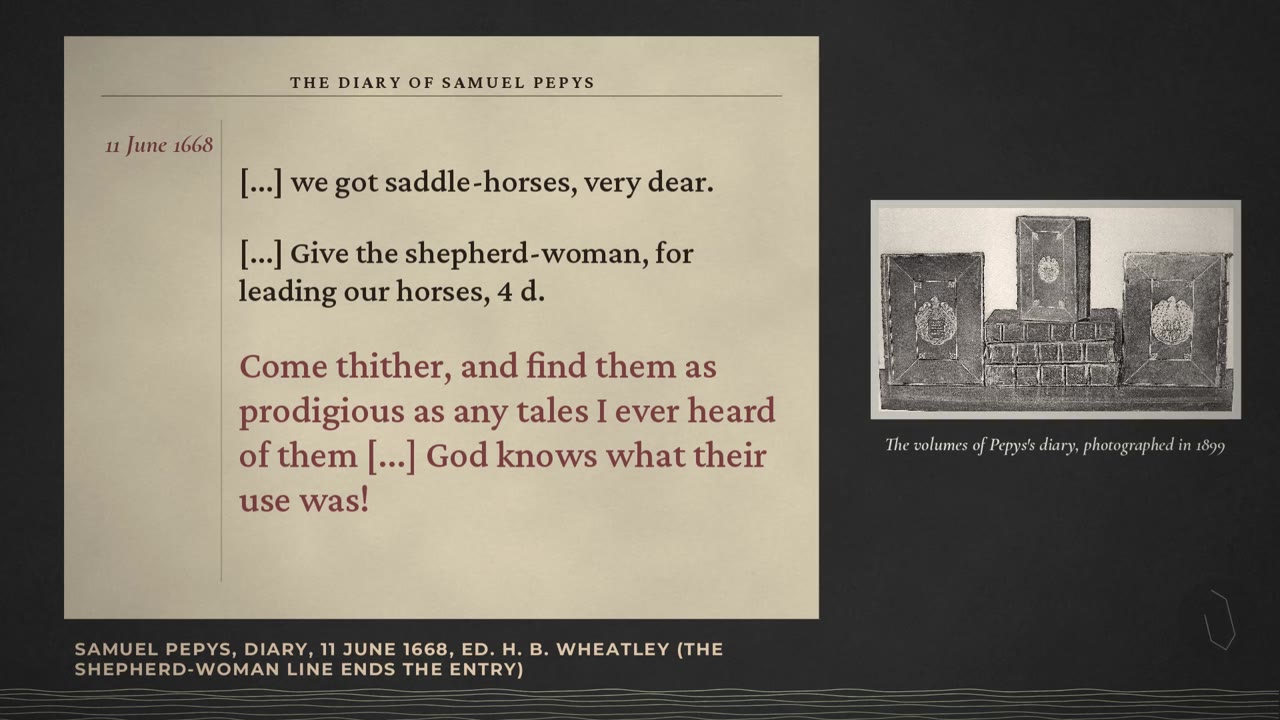 THE DIARY OF SAMUEL PEPYS
11 June 1668
[...] we got saddle-horses, very dear.
[...] Give the shepherd-woman, for
leading our horses, 4 d.
Come thither, and find them as
prodigious as any tales I ever heard
of them [...] God knows what their
use was!
The volumes of Pepys's diary, photographed in 1899
SAMUEL PEPYS, DIARY, 11 JUNE 1668, ED. H. B. WHEATLEY (THE
SHEPHERD-WOMAN LINE ENDS THE ENTRY)